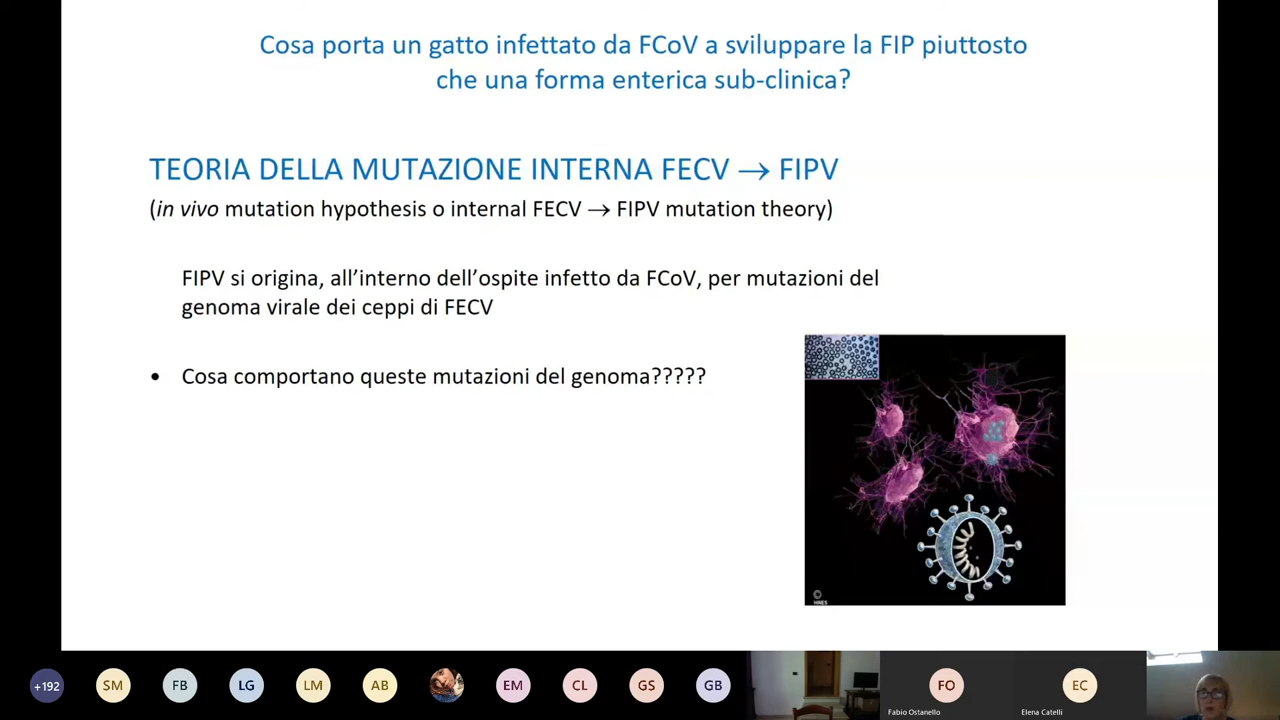 Cosa porta un gatto infettato da FCoV a sviluppare la FIP piuttosto
che una forma enterica sub-clinica?
TEORIA DELLA MUTAZIONE INTERNA FECV → FIPV
(in vivo mutation hypothesis o internal FECV → FIPV mutation theory)
FIPV si origina, all’interno dell’ospite infetto da FCoV, per mutazioni del
genoma virale dei ceppi di FECV
• Cosa comportano queste mutazioni del genoma?????
©
HINES
+192
SM
FB
LG
LM
AB
EM
CL
GS
GB
FO
EC
Fabio Ostanello
Elena Catelli